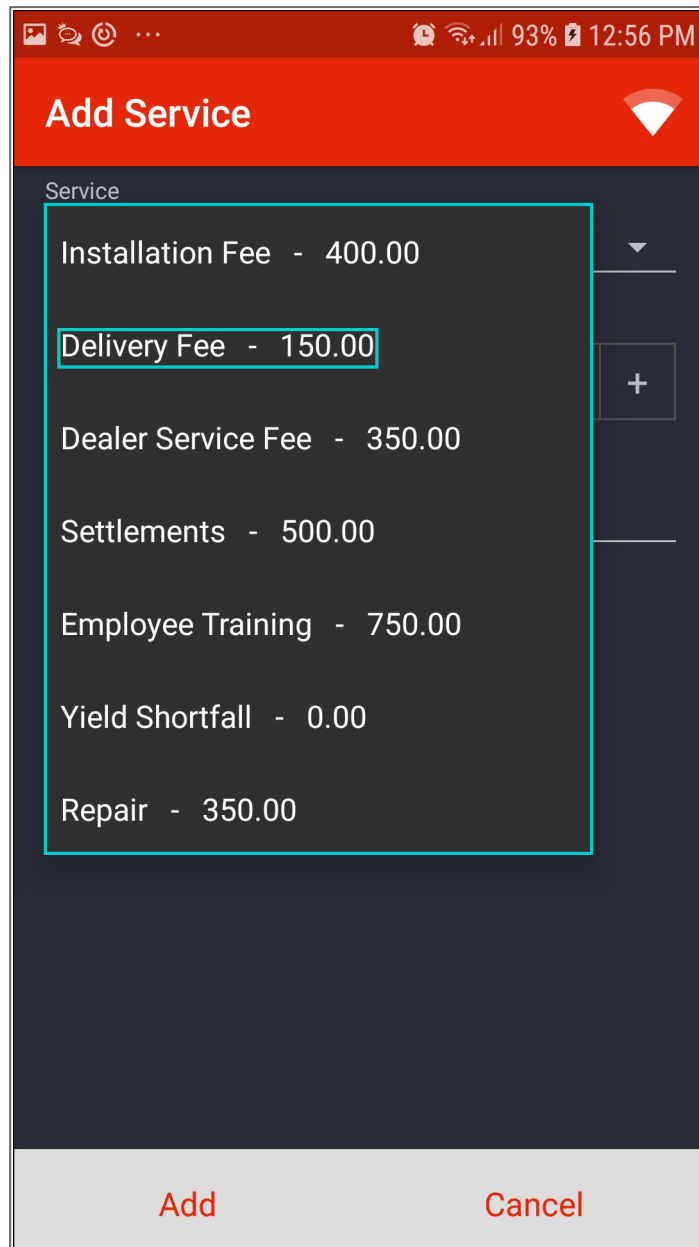 93% 12:56 PM
Add Service
Service
Installation Fee - 400.00
Delivery Fee - 150.00
+
Dealer Service Fee - 350.00
Settlements - 500.00
Employee Training - 750.00
Yield Shortfall - 0.00
Repair - 350.00
Add Cancel